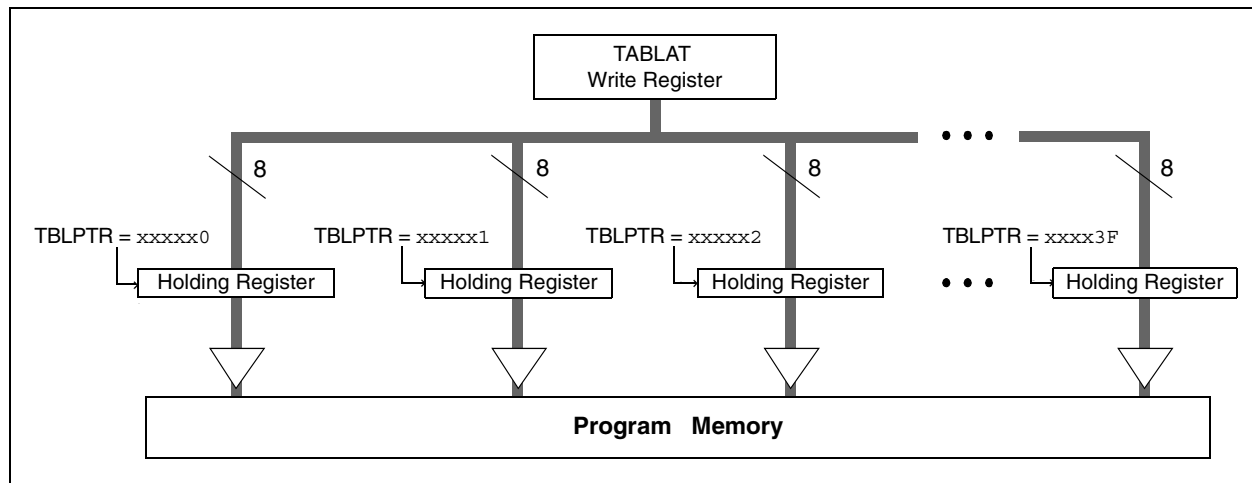 TABLAT
Write Register
8 8 8 8
TBLPTR = xxxxx0 TBLPTR = xxxxx1 TBLPTR = xxxxx2 TBLPTR = xxxx3F
Holding Register Holding Register Holding Register Holding Register
Program Memory